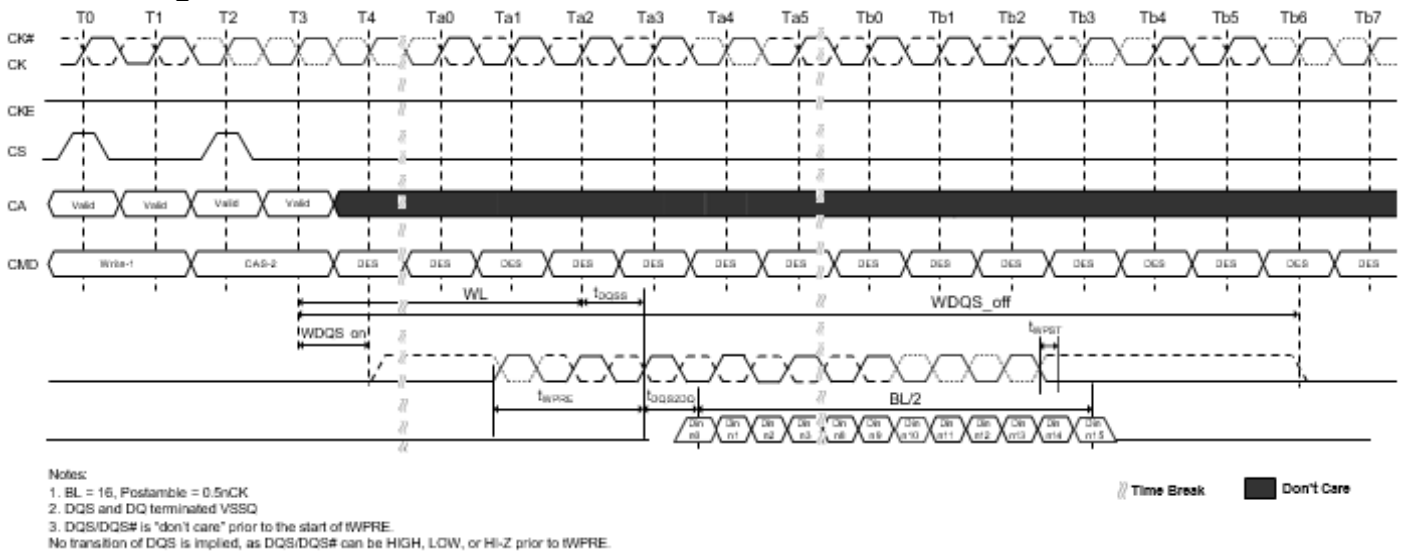 T0 T1 T2 T3 T4 Ta0 Ta1 Ta2 Ta3 Ta4 Ta5 Tb0 Tb1 Tb2 Tb3 Tb4 Tb5 Tb6 Tb7
CK#
CK
CKE
CS
CA Valid Valid Valid Valid
CMD Write-1 CAS-2 DES DES DES DES DES DES DES DES DES DES DES DES DES DES DES
WL tDQSS WDQS_off
WDQS_on tWPST
tWPRE tDQS2DQ BL/2
Din n0 Din n1 Din n2 Din n3 Din n8 Din n9 Din n10 Din n11 Din n12 Din n13 Din n14 Din n15
Notes:
1. BL = 16, Postamble = 0.5nCK
2. DQS and DQ terminated VSSQ
3. DQS/DQS# is "don't care" prior to the start of tWPRE.
No transition of DQS is implied, as DQS/DQS# can be HIGH, LOW, or HI-Z prior to tWPRE.
Time Break Don't Care